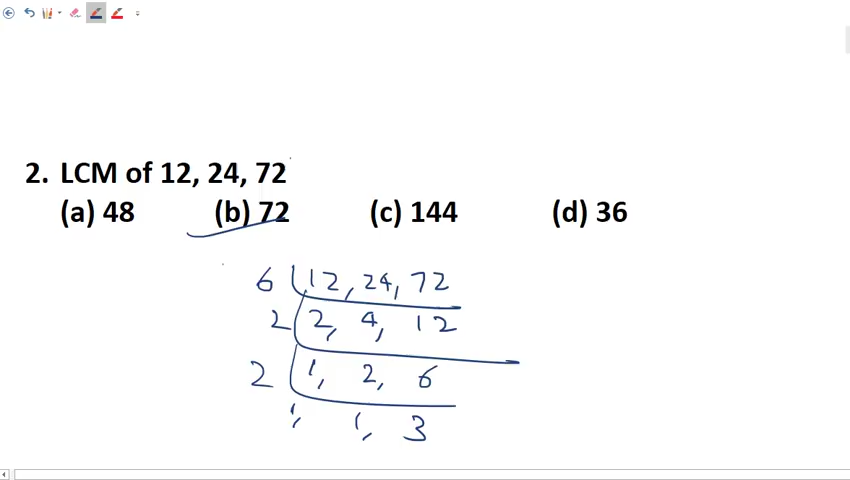 2. LCM of 12, 24, 72
(a) 48 (b) 72 (c) 144 (d) 36
6 12, 24, 72
2 2, 4, 12
2 1, 2, 6
1, 1, 3